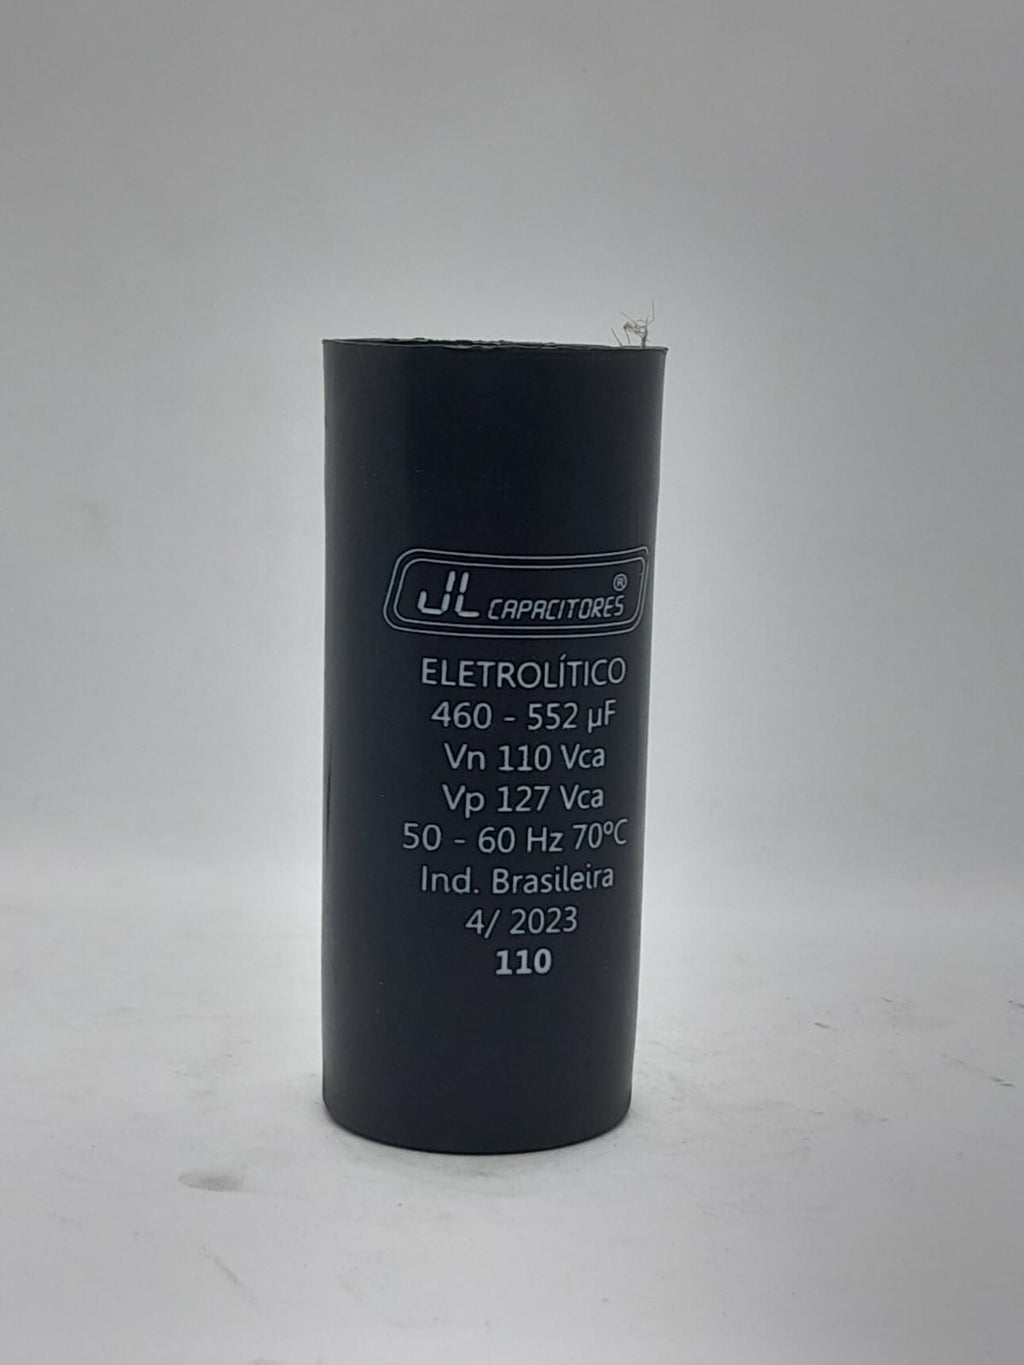 JL CAPACITORES ®
ELETROLÍTICO
460 - 552 µF
Vn 110 Vca
Vp 127 Vca
50 - 60 Hz 70ºC
Ind. Brasileira
4/ 2023
110